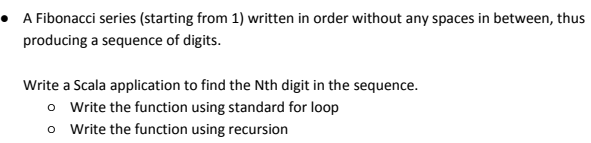 ● A Fibonacci series (starting from 1) written in order without any spaces in between, thus
producing a sequence of digits.
Write a Scala application to find the Nth digit in the sequence.
○ Write the function using standard for loop
○ Write the function using recursion